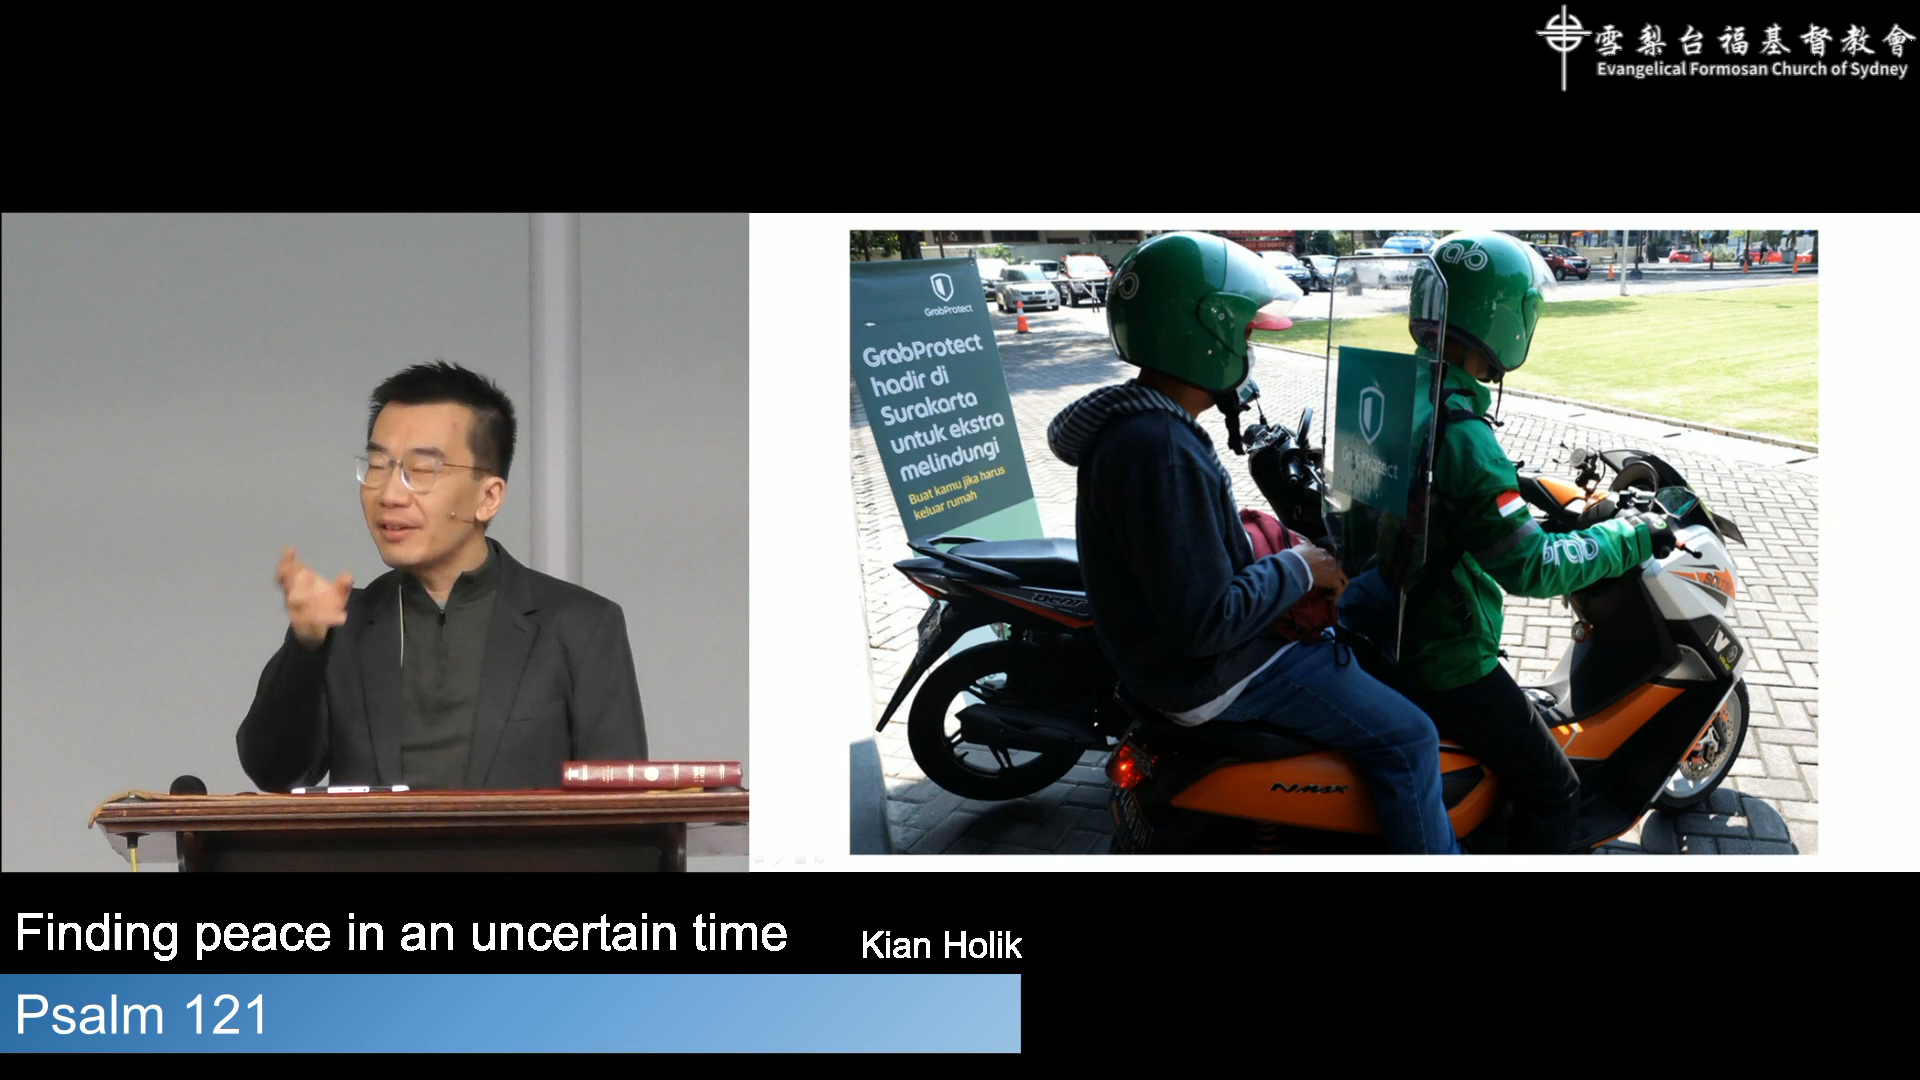 雪梨台福基督教會
Evangelical Formosan Church of Sydney
GrabProtect
GrabProtect
hadir di
Surakarta
untuk ekstra
melindungi
Buat kamu jika harus
keluar rumah
GrabProtect
Grab
BeAT
NMAX
Finding peace in an uncertain time
Kian Holik
Psalm 121